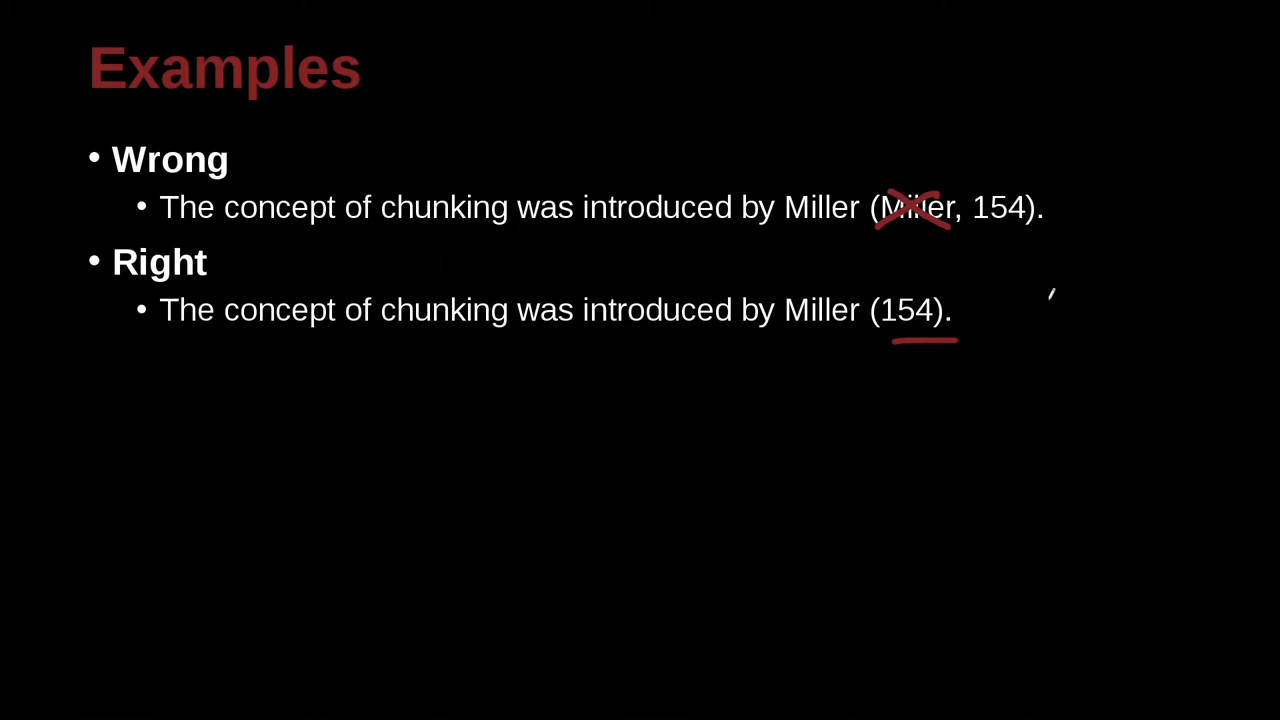 Examples
• Wrong
• The concept of chunking was introduced by Miller (Miller, 154).
• Right
• The concept of chunking was introduced by Miller (154).